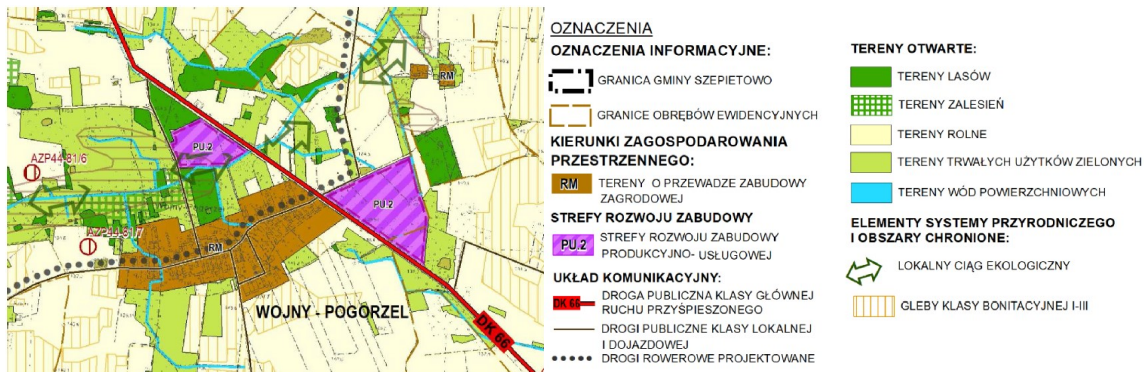 RM
PU.2
AZP44-81/6
PU.2
RM
WOJNY - POGORZEL
DK 66
OZNACZENIA
OZNACZENIA INFORMACYJNE:
GRANICA GMINY SZEPIETOWO
GRANICE OBRĘBÓW EWIDENCYJNYCH
KIERUNKI ZAGOSPODAROWANIA
PRZESTRZENNEGO:
RM
TERENY O PRZEWADZE ZABUDOWY
ZAGRODOWEJ
STREFY ROZWOJU ZABUDOWY
PU.2
STREFY ROZWOJU ZABUDOWY
PRODUKCYJNO- USŁUGOWEJ
UKŁAD KOMUNIKACYJNY:
DK 66
DROGA PUBLICZNA KLASY GŁÓWNEJ
RUCHU PRZYŚPIESZONEGO
DROGI PUBLICZNE KLASY LOKALNEJ
I DOJAZDOWEJ
DROGI ROWEROWE PROJEKTOWANE
TERENY OTWARTE:
TERENY LASÓW
TERENY ZALESIEŃ
TERENY ROLNE
TERENY TRWAŁYCH UŻYTKÓW ZIELONYCH
TERENY WÓD POWIERZCHNIOWYCH
ELEMENTY SYSTEMU PRZYRODNICZEGO
I OBSZARY CHRONIONE:
LOKALNY CIĄG EKOLOGICZNY
GLEBY KLASY BONITACYJNEJ I-III